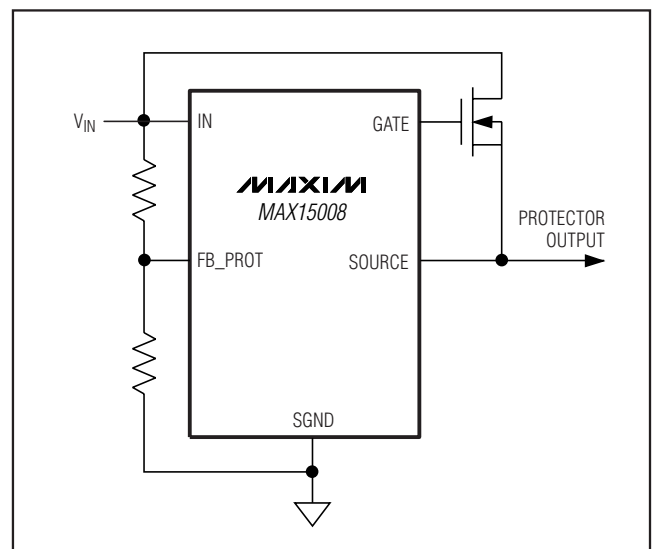 V_IN
IN
GATE
MAXIM
MAX15008
PROTECTOR
OUTPUT
FB_PROT
SOURCE
SGND